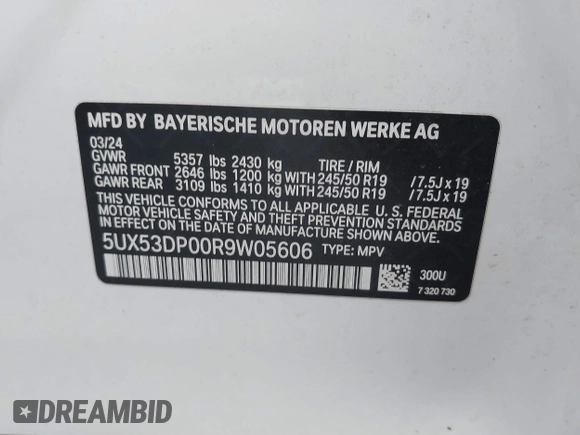 MFD BY BAYERISCHE MOTOREN WERKE AG
03/24
GVWR 5357 lbs 2430 kg TIRE / RIM
GAWR FRONT 2646 lbs 1200 kg WITH 245/50 R19 /7.5J x 19
GAWR REAR 3109 lbs 1410 kg WITH 245/50 R19 /7.5J x 19
THIS VEHICLE CONFORMS TO ALL APPLICABLE U. S. FEDERAL
MOTOR VEHICLE SAFETY AND THEFT PREVENTION STANDARDS
IN EFFECT ON THE DATE OF MANUFACTURE SHOWN ABOVE.
5UX53DP00R9W05606 TYPE: MPV
300U
7 320 730
DREAMBID